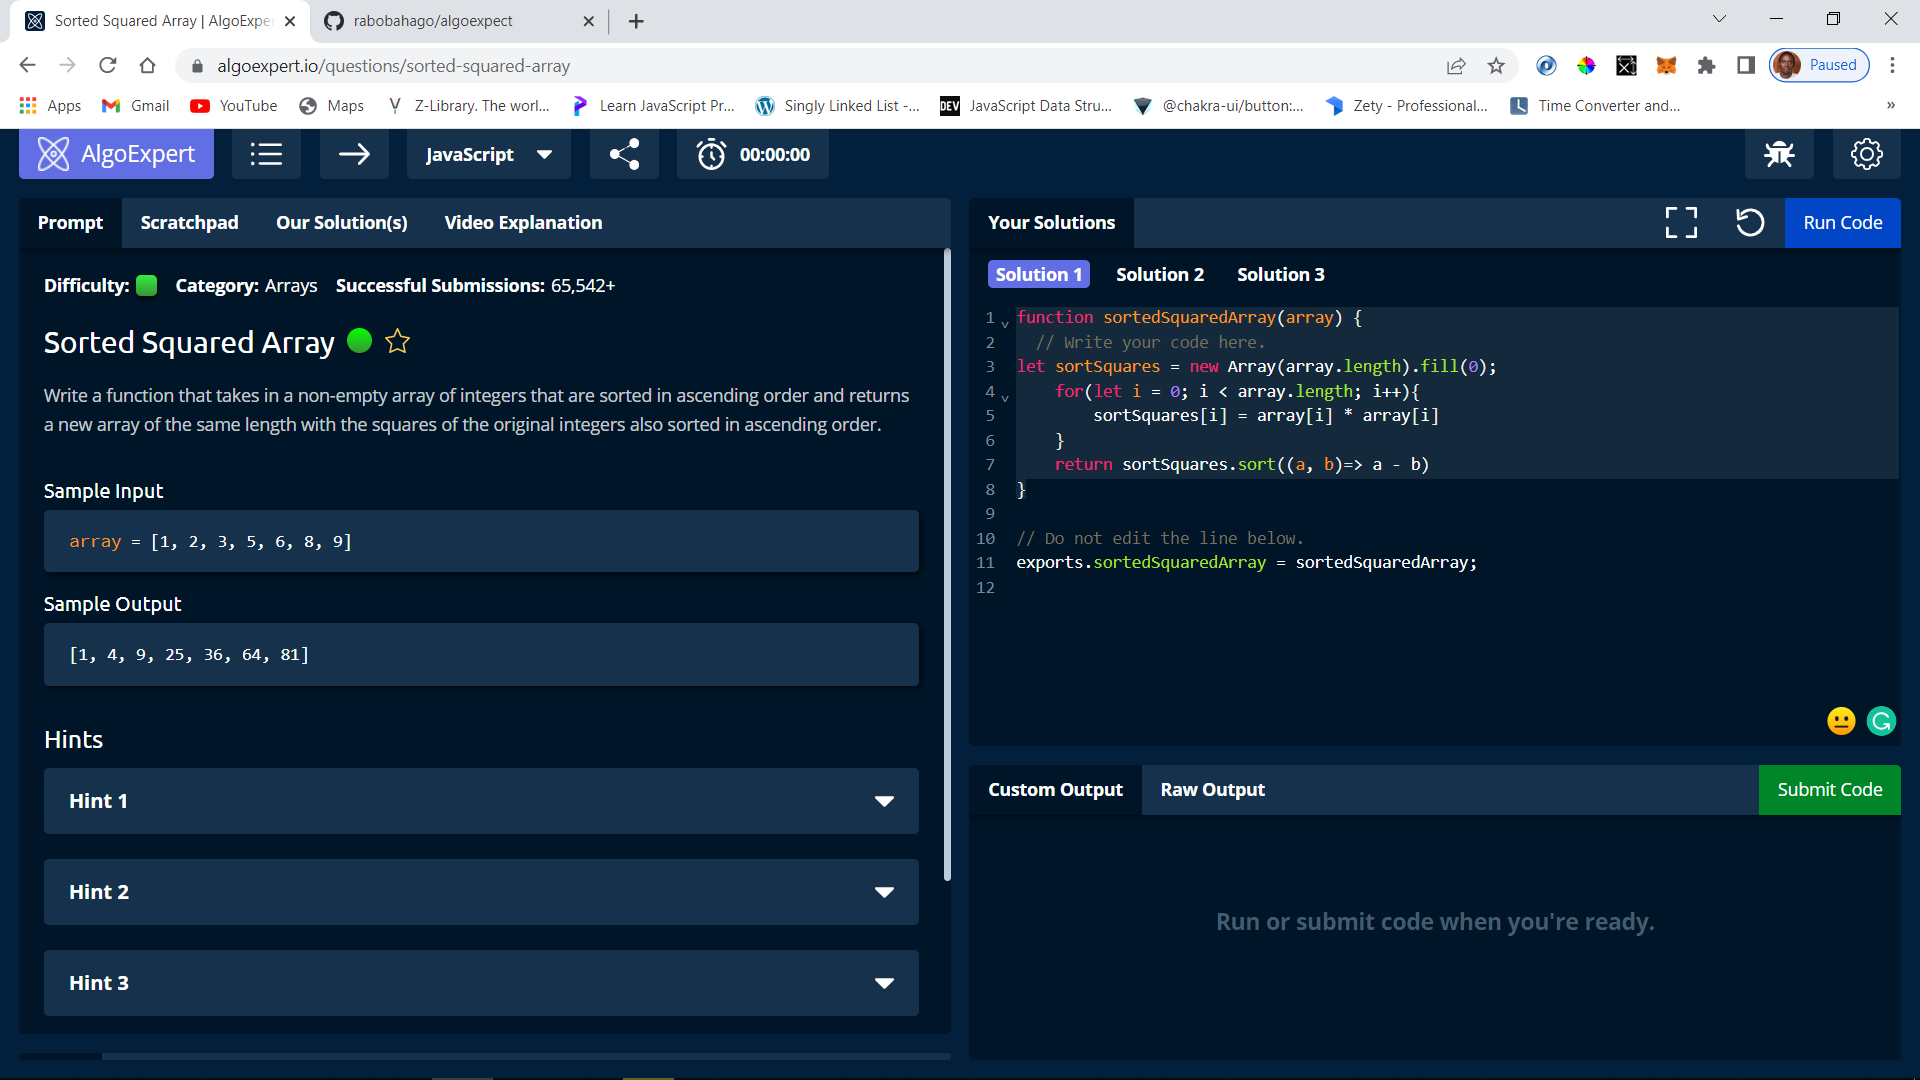 Sorted Squared Array | AlgoExpe
rabobahago/algoexpect
algoexpert.io/questions/sorted-squared-array
Paused
Apps
Gmail
YouTube
Maps
Z-Library. The worl...
Learn JavaScript Pr...
Singly Linked List -...
DEV
JavaScript Data Stru...
@chakra-ui/button:...
Zety - Professional...
Time Converter and...
»
AlgoExpert
JavaScript
00:00:00
Prompt
Scratchpad
Our Solution(s)
Video Explanation
Difficulty:
Category: Arrays
Successful Submissions: 65,542+
Sorted Squared Array
Write a function that takes in a non-empty array of integers that are sorted in ascending order and returns
a new array of the same length with the squares of the original integers also sorted in ascending order.
Sample Input
array = [1, 2, 3, 5, 6, 8, 9]
Sample Output
[1, 4, 9, 25, 36, 64, 81]
Hints
Hint 1
Hint 2
Hint 3
Your Solutions
Run Code
Solution 1
Solution 2
Solution 3
1 function sortedSquaredArray(array) {
2 // Write your code here.
3 let sortSquares = new Array(array.length).fill(0);
4 for(let i = 0; i < array.length; i++){
5 sortSquares[i] = array[i] * array[i]
6 }
7 return sortSquares.sort((a, b)=> a - b)
8 }
9
10 // Do not edit the line below.
11 exports.sortedSquaredArray = sortedSquaredArray;
12
Custom Output
Raw Output
Submit Code
Run or submit code when you're ready.